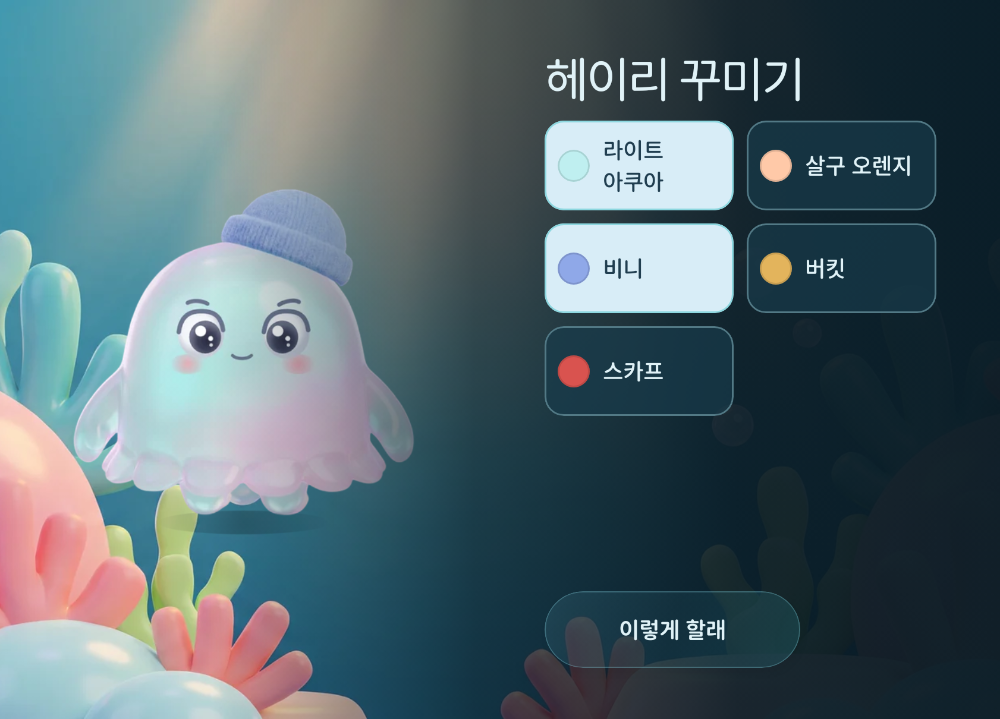 헤이리 꾸미기
라이트
아쿠아
살구 오렌지
비니
버킷
스카프
이렇게 할래